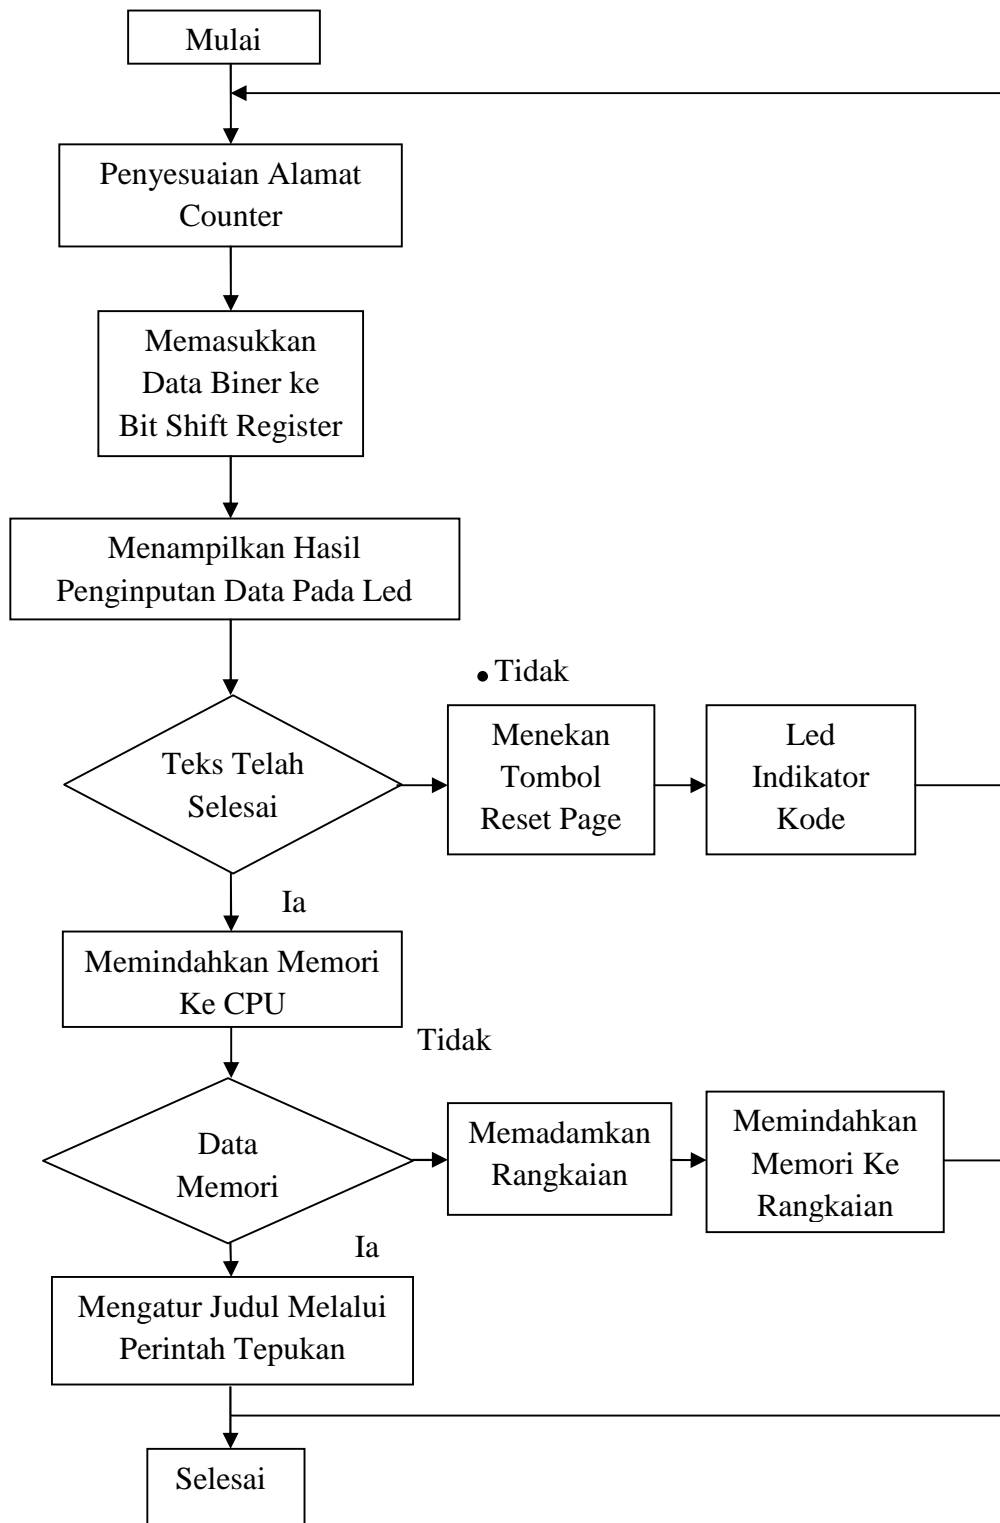 Mulai
Penyesuaian Alamat
Counter
Memasukkan
Data Biner ke
Bit Shift Register
Menampilkan Hasil
Penginputan Data Pada Led
• Tidak
Teks Telah
Selesai
Menekan
Tombol
Reset Page
Led
Indikator
Kode
Ia
Memindahkan Memori
Ke CPU
Tidak
Data
Memori
Memadamkan
Rangkaian
Memindahkan
Memori Ke
Rangkaian
Ia
Mengatur Judul Melalui
Perintah Tepukan
Selesai